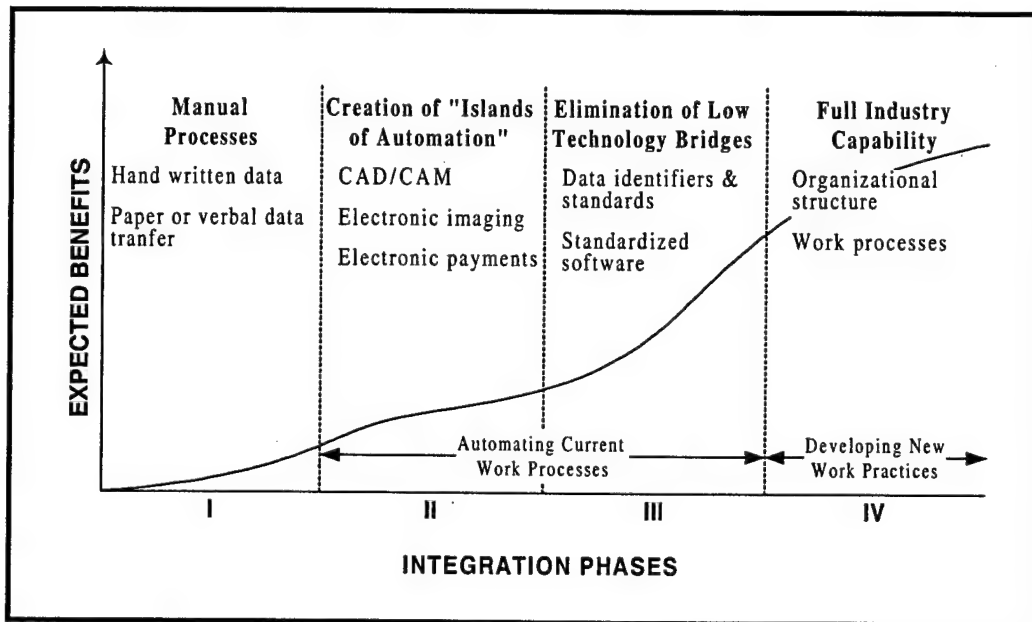 EXPECTED BENEFITS
Manual
Processes
Hand written data
Paper or verbal data
tranfer
Creation of "Islands
of Automation"
CAD/CAM
Electronic imaging
Electronic payments
Elimination of Low
Technology Bridges
Data identifiers &
standards
Standardized
software
Full Industry
Capability
Organizational
structure
Work processes
Automating Current
Work Processes
Developing New
Work Practices
I
II
III
IV
INTEGRATION PHASES